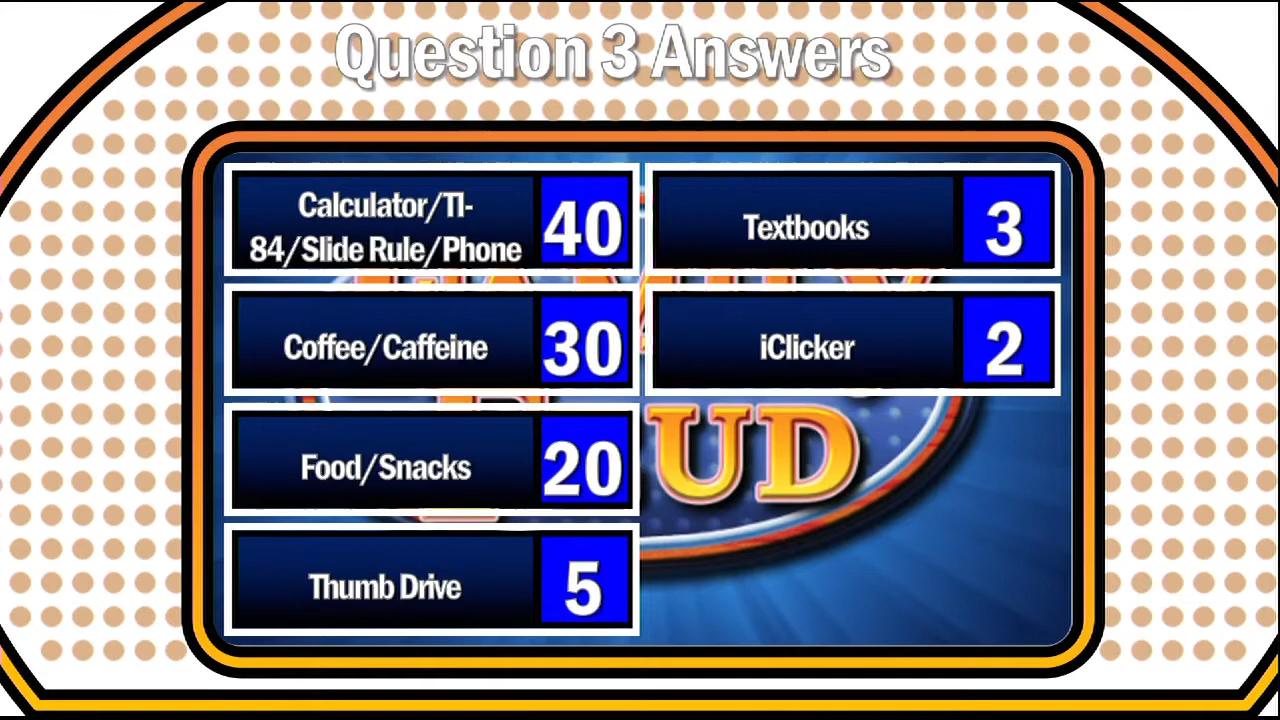 Question 3 Answers
Calculator/TI-
84/Slide Rule/Phone
40
Coffee/Caffeine
30
Food/Snacks
20
Thumb Drive
5
Textbooks
3
iClicker
2
UD